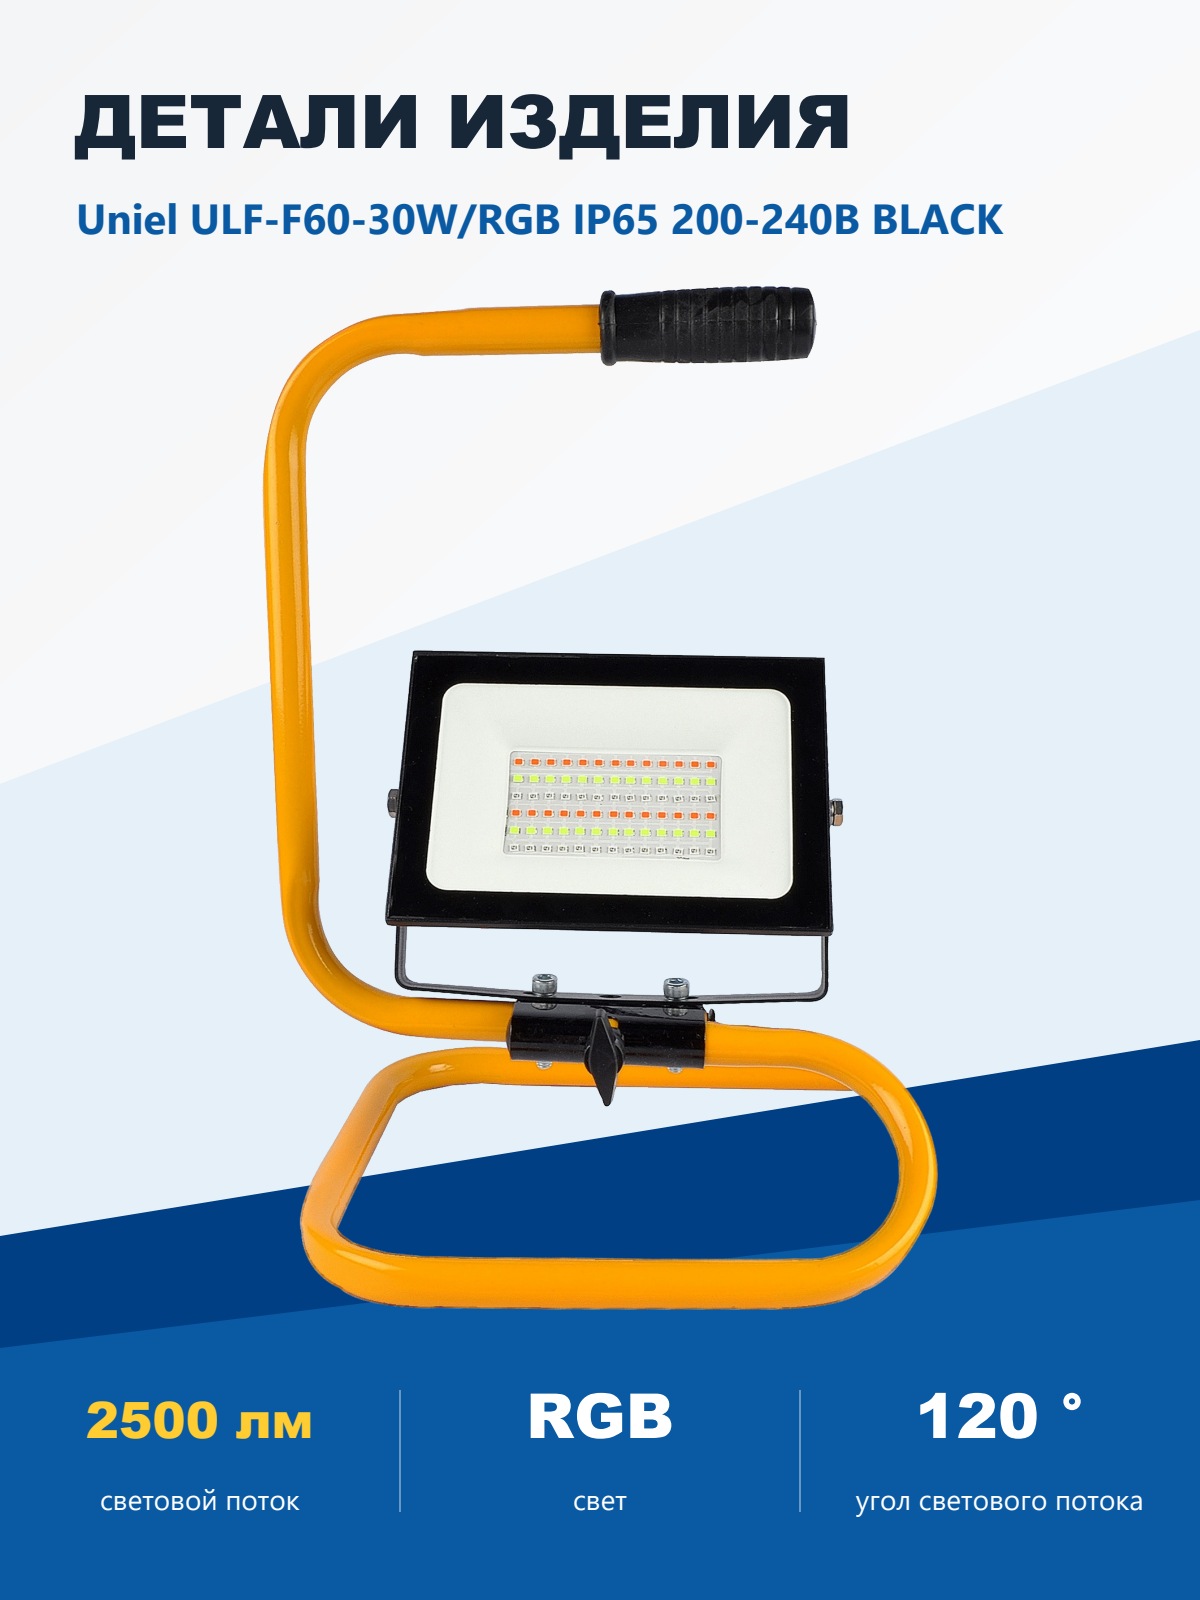 ДЕТАЛИ ИЗДЕЛИЯ
Uniel ULF-F60-30W/RGB IP65 200-240В BLACK
2500 лм
световой поток
RGB
свет
120 °
угол светового потока